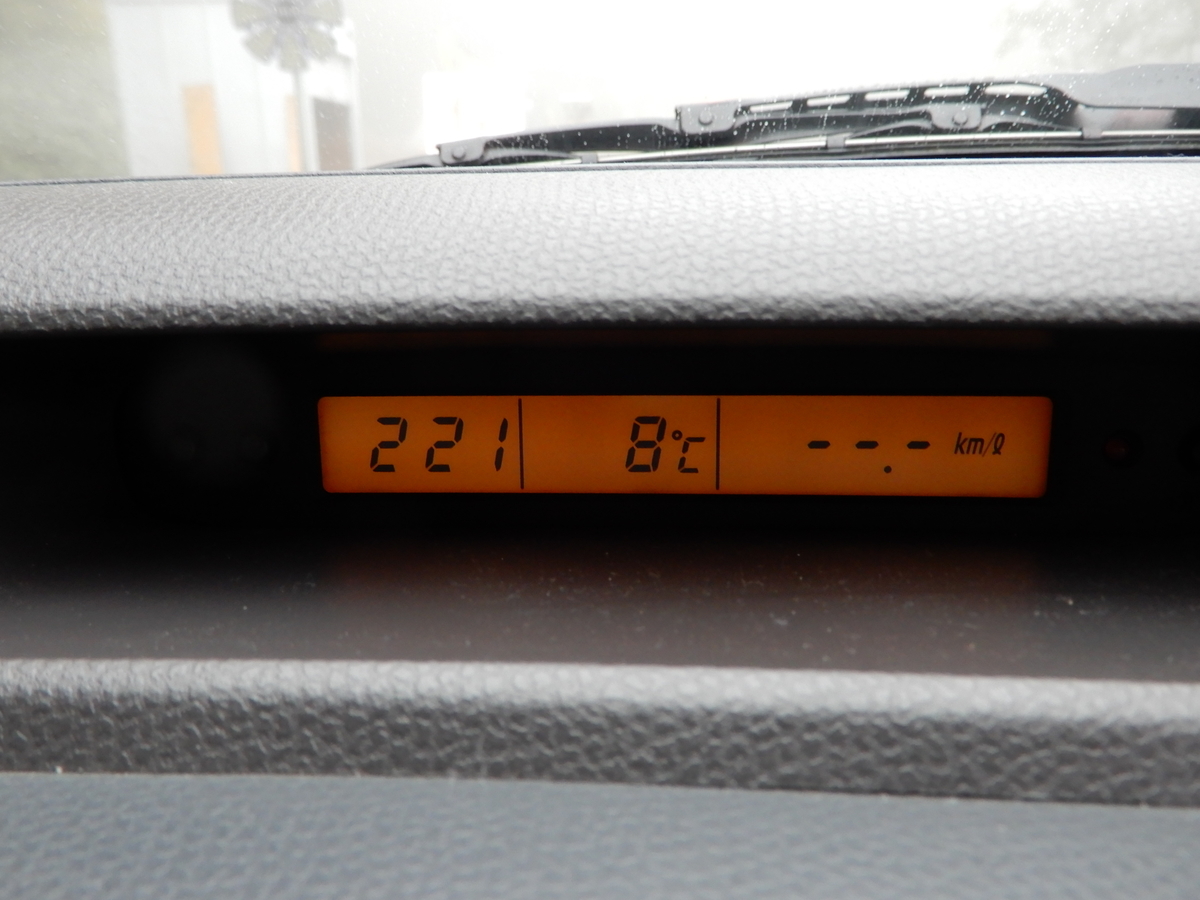 221 8℃ --.- km/ℓ